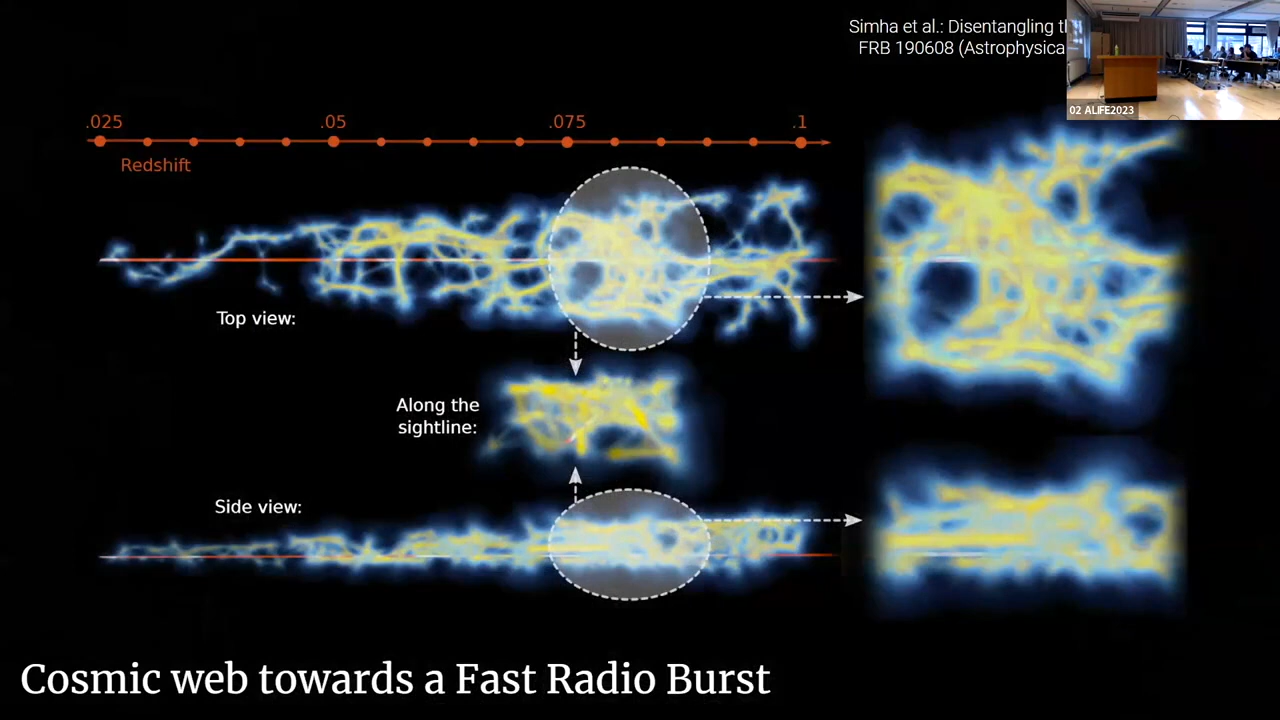 Simha et al.: Disentangling
FRB 190608 (Astrophysica
02 ALIFE2023
.025
.05
.075
.1
Redshift
Top view:
Along the
sightline:
Side view:
Cosmic web towards a Fast Radio Burst